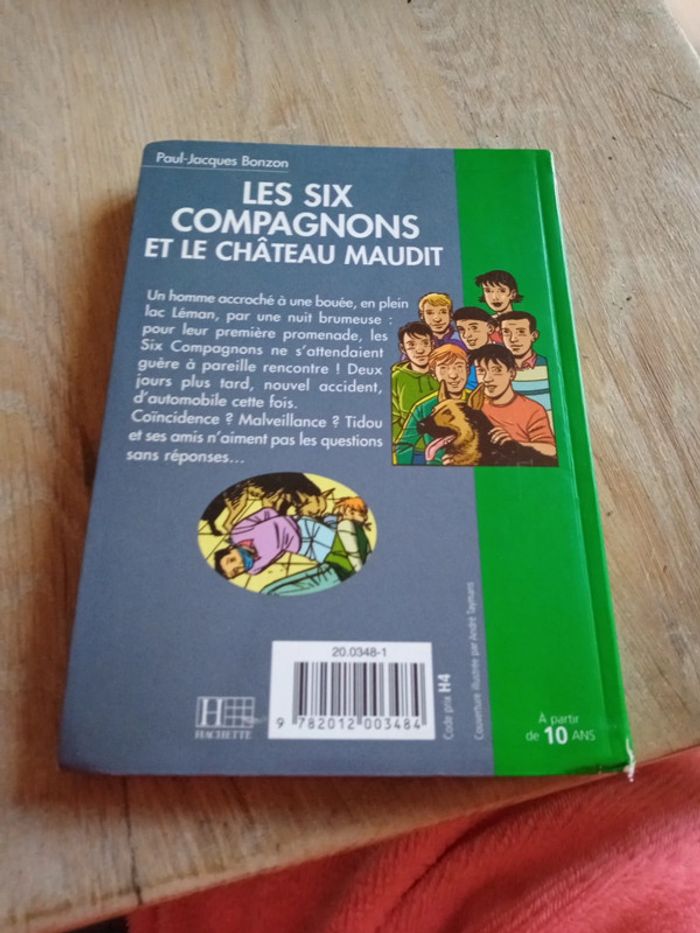 Paul-Jacques Bonzon
LES SIX
COMPAGNONS
ET LE CHÂTEAU MAUDIT
Un homme accroché à une bouée, en plein
lac Léman, par une nuit brumeuse :
pour leur première promenade, les
Six Compagnons ne s'attendaient
guère à pareille rencontre ! Deux
jours plus tard, nouvel accident,
d'automobile cette fois.
Coïncidence ? Malveillance ? Tidou
et ses amis n'aiment pas les questions
sans réponses...
20.0348-1
9 782012 003484
HACHETTE
Code prix H4
Couverture illustrée par André Taymans
À partir
de 10 ANS